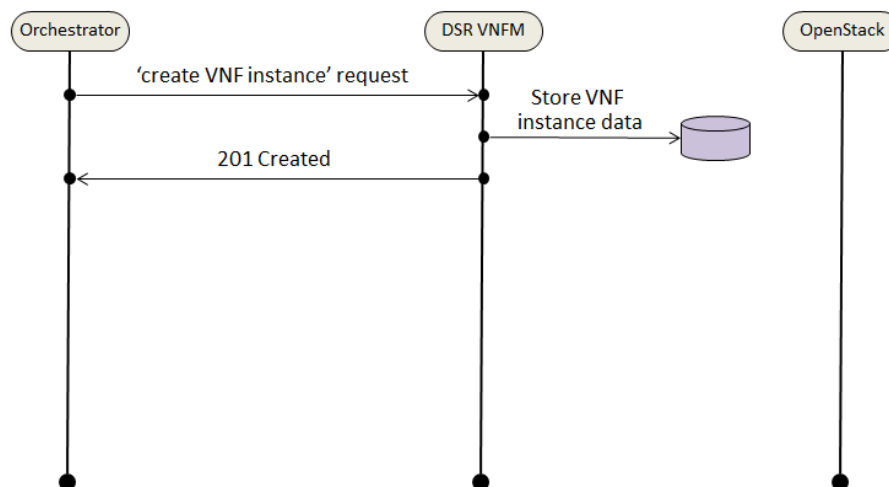 Orchestrator
DSR VNFM
OpenStack
‘create VNF instance’ request
Store VNF
instance data
201 Created